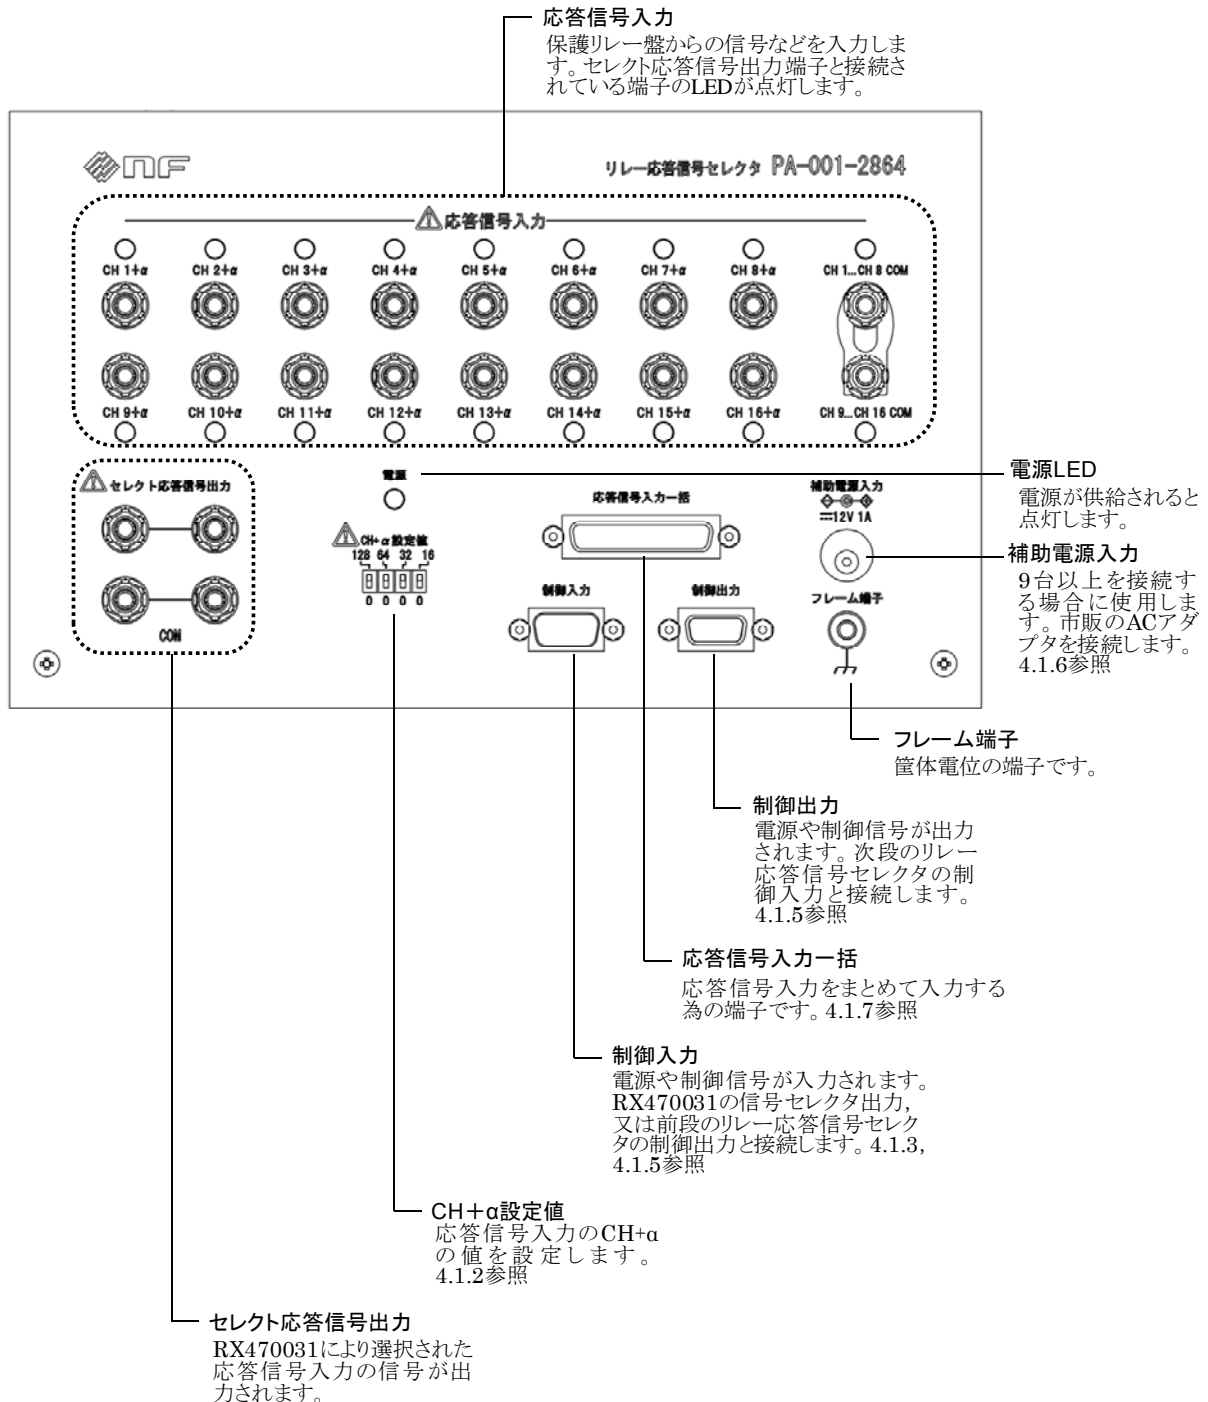 応答信号入力
保護リレー盤からの信号などを入力しま
す。セレクト応答信号出力端子と接続さ
れている端子のLEDが点灯します。
nF
リレー応答信号セレクタ PA-001-2864
応答信号入力
CH 1+α CH 2+α CH 3+α CH 4+α CH 5+α CH 6+α CH 7+α CH 8+α CH 1...CH 8 COM
CH 9+α CH 10+α CH 11+α CH 12+α CH 13+α CH 14+α CH 15+α CH 16+α CH 9...CH 16 COM
セレクト応答信号出力
COM
電源
CH+α設定値
128 64 32 16
0 0 0 0
応答信号入力一括
制御入力
制御出力
補助電源入力
12V 1A
フレーム端子
電源LED
電源が供給されると
点灯します。
補助電源入力
9台以上を接続す
る場合に使用しま
す。市販のACアダ
プタを接続します。
4.1.6参照
フレーム端子
筐体電位の端子です。
制御出力
電源や制御信号が出力
されます。次段のリレー
応答信号セレクタの制
御入力と接続します。
4.1.5参照
応答信号入力一括
応答信号入力をまとめて入力する
為の端子です。4.1.7参照
制御入力
電源や制御信号が入力されます。
RX470031の信号セレクタ出力,
又は前段のリレー応答信号セレク
タの制御出力と接続します。4.1.3,
4.1.5参照
CH＋α設定値
応答信号入力のCH+α
の値を設定します。
4.1.2参照
セレクト応答信号出力
RX470031により選択された
応答信号入力の信号が出
力されます。